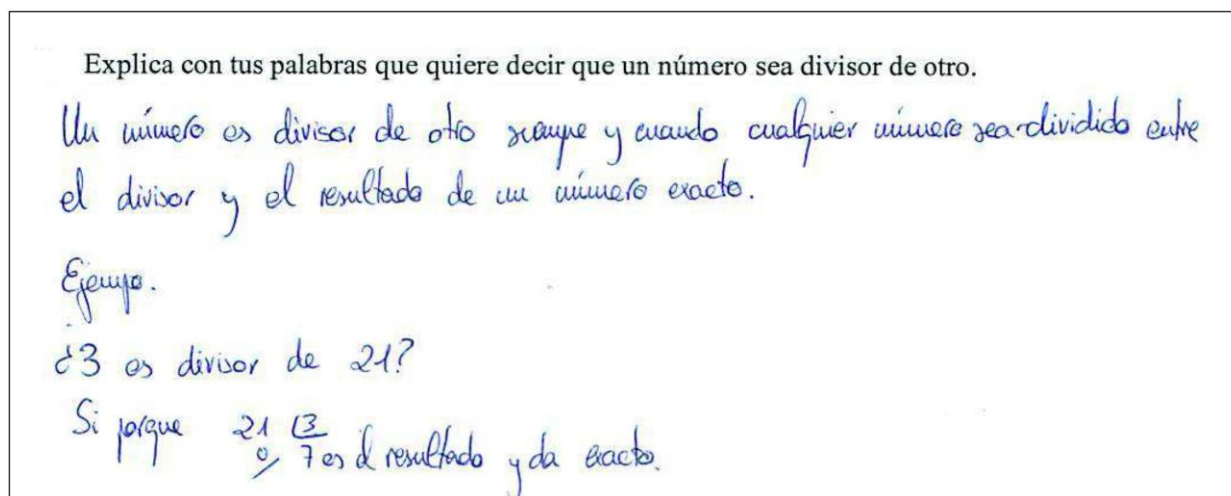 Explica con tus palabras que quiere decir que un número sea divisor de otro.
Un número es divisor de otro siempre y cuando cualquier número sea dividido entre
el divisor y el resultado de un número exacto.
Ejempo.
¿3 es divisor de 21?
Si porque 21 3
0 7 es el resultado y da exacto.